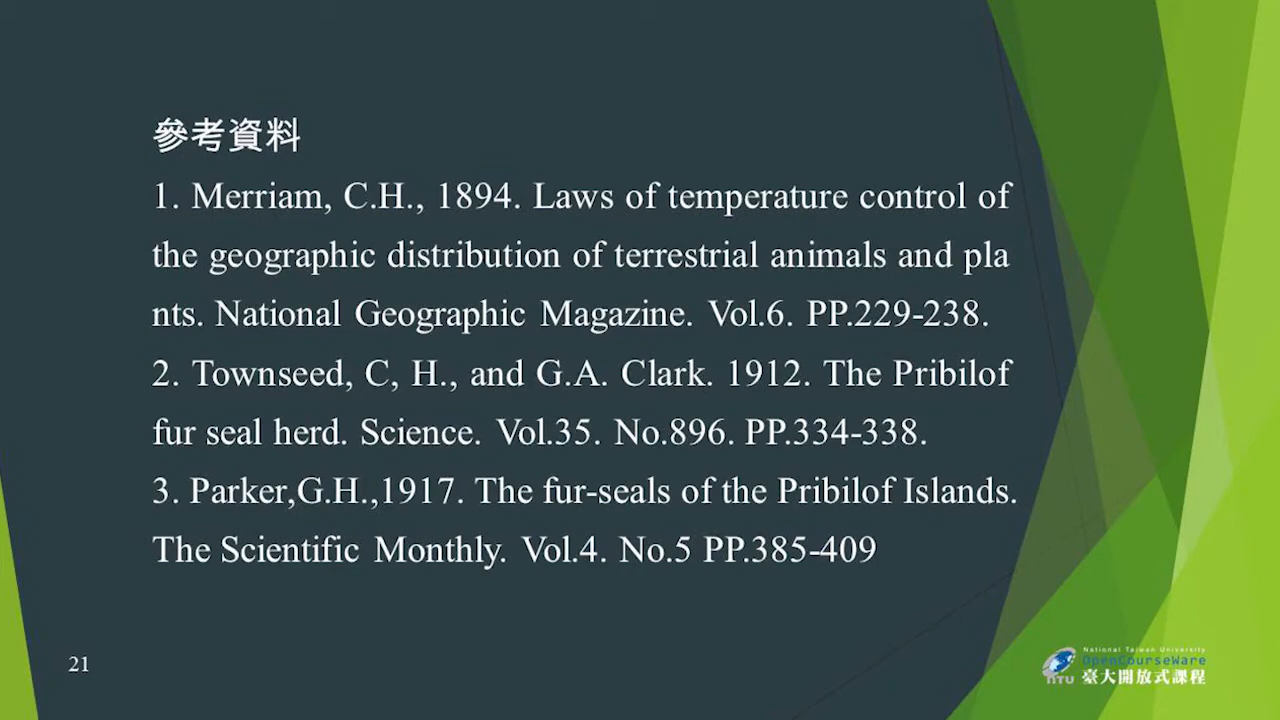 參考資料
1. Merriam, C.H., 1894. Laws of temperature control of
the geographic distribution of terrestrial animals and pla
nts. National Geographic Magazine. Vol.6. PP.229-238.
2. Townseed, C, H., and G.A. Clark. 1912. The Pribilof
fur seal herd. Science. Vol.35. No.896. PP.334-338.
3. Parker,G.H.,1917. The fur-seals of the Pribilof Islands.
The Scientific Monthly. Vol.4. No.5 PP.385-409
21
National Taiwan University
OpenCourseWare
NTU 臺大開放式課程